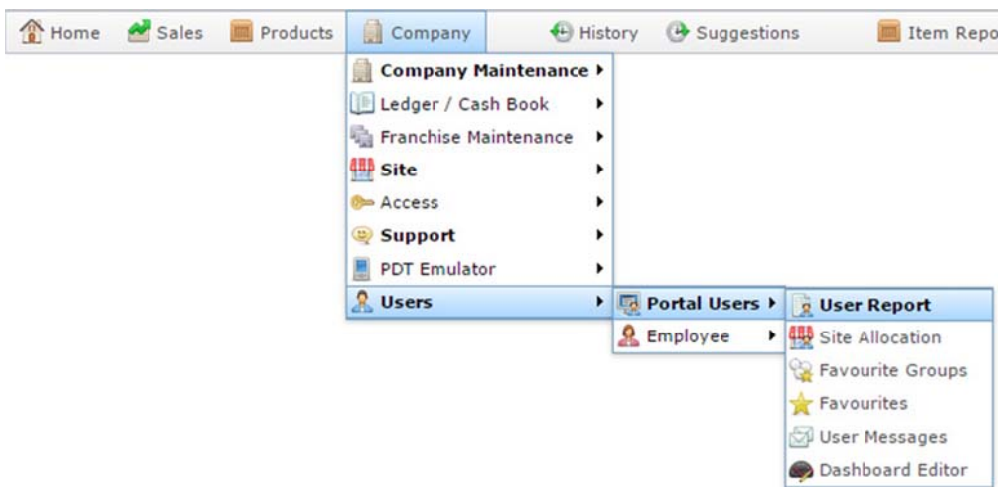 Home Sales Products Company History Suggestions Item Repo
Company Maintenance
Ledger / Cash Book
Franchise Maintenance
Site
Access
Support
PDT Emulator
Users
Portal Users
Employee
User Report
Site Allocation
Favourite Groups
Favourites
User Messages
Dashboard Editor